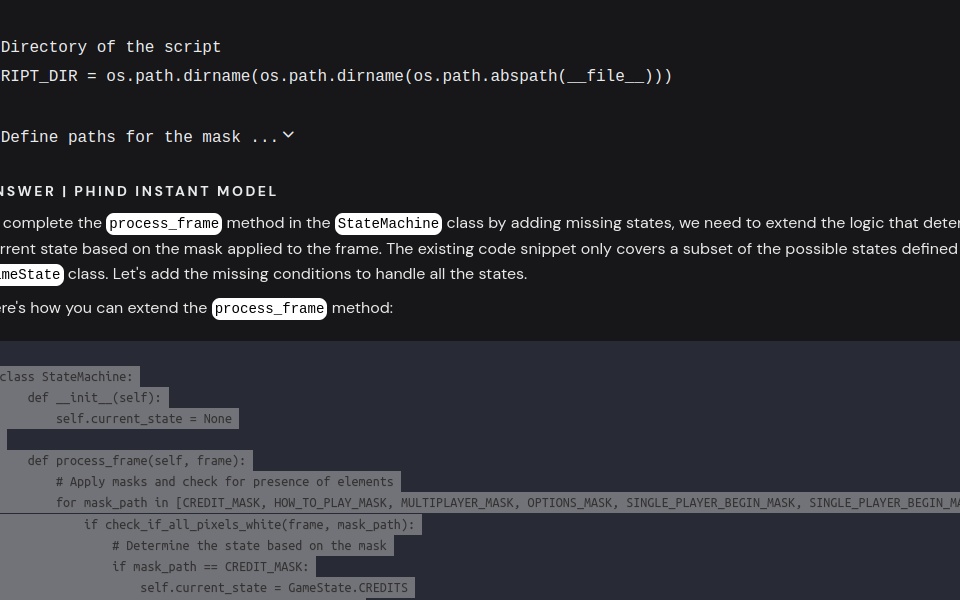 Directory of the script
RIPT_DIR = os.path.dirname(os.path.dirname(os.path.abspath(__file__)))
Define paths for the mask ...
NSWER | PHIND INSTANT MODEL
complete the process_frame method in the StateMachine class by adding missing states, we need to extend the logic that deter
rrent state based on the mask applied to the frame. The existing code snippet only covers a subset of the possible states defined
ameState class. Let's add the missing conditions to handle all the states.
ere's how you can extend the process_frame method:
class StateMachine:
    def __init__(self):
        self.current_state = None
    def process_frame(self, frame):
        # Apply masks and check for presence of elements
        for mask_path in [CREDIT_MASK, HOW_TO_PLAY_MASK, MULTIPLAYER_MASK, OPTIONS_MASK, SINGLE_PLAYER_BEGIN_MASK, SINGLE_PLAYER_BEGIN_MA
            if check_if_all_pixels_white(frame, mask_path):
                # Determine the state based on the mask
                if mask_path == CREDIT_MASK:
                    self.current_state = GameState.CREDITS